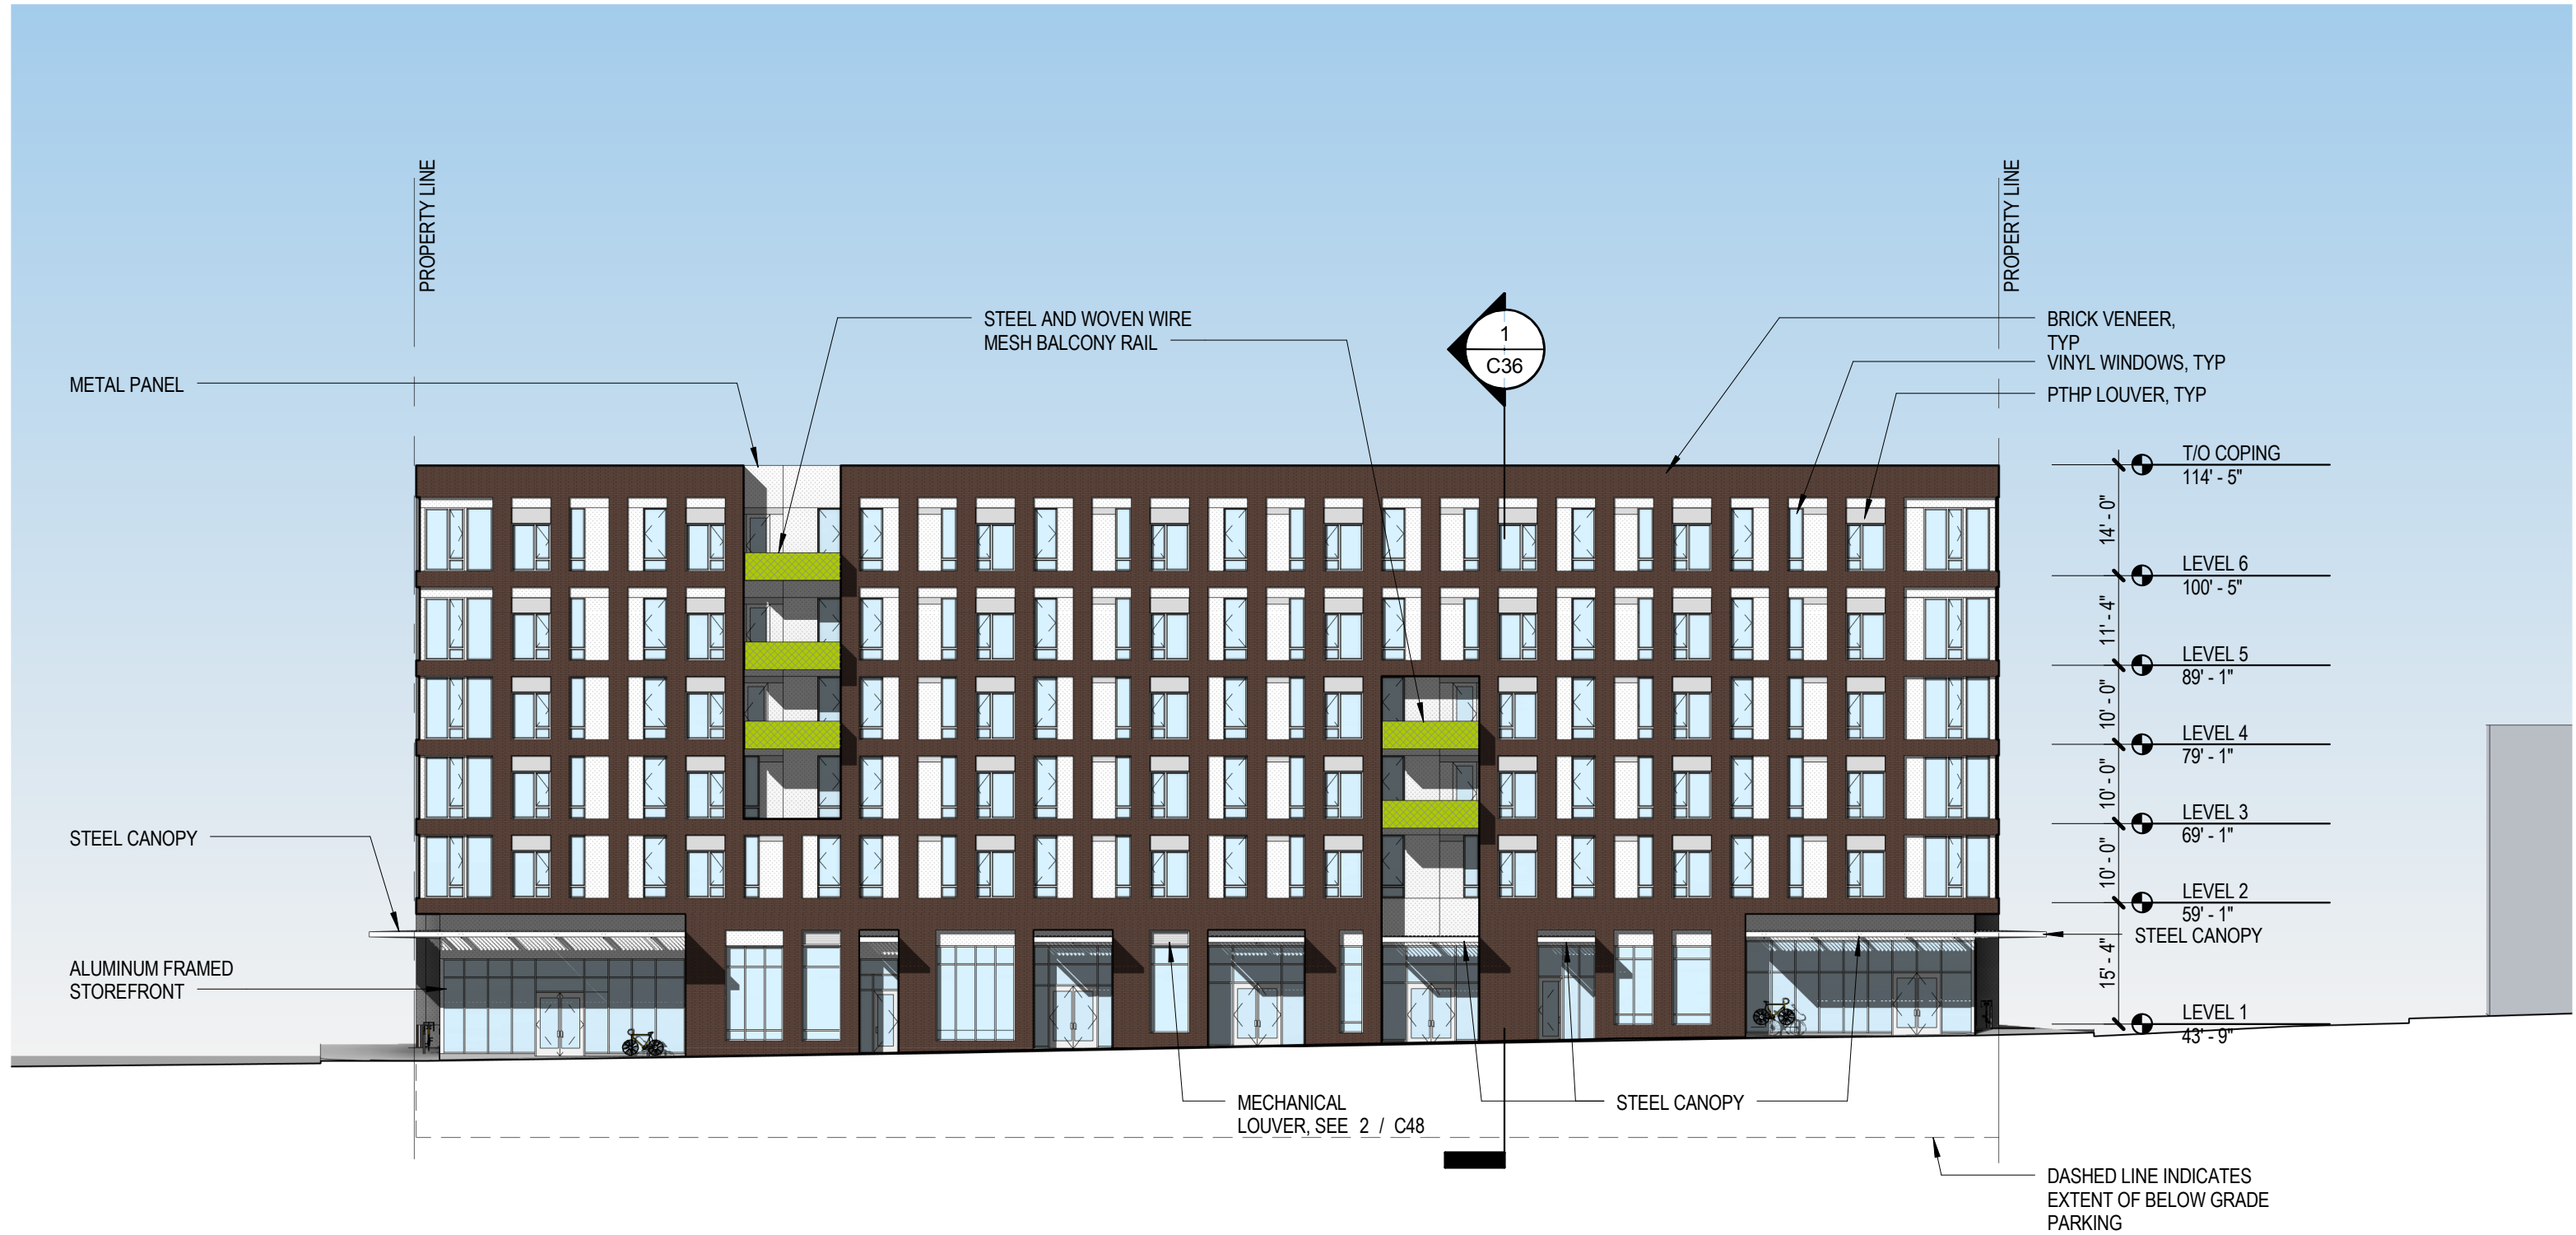 PROPERTY LINE
PROPERTY LINE
STEEL AND WOVEN WIRE
MESH BALCONY RAIL
1
C36
BRICK VENEER,
TYP
VINYL WINDOWS, TYP
PTHP LOUVER, TYP
METAL PANEL
T/O COPING
114' - 5"
14' - 0"
LEVEL 6
100' - 5"
11' - 4"
LEVEL 5
89' - 1"
10' - 0"
LEVEL 4
79' - 1"
10' - 0"
LEVEL 3
69' - 1"
10' - 0"
LEVEL 2
59' - 1"
STEEL CANOPY
15' - 4"
LEVEL 1
43' - 9"
STEEL CANOPY
ALUMINUM FRAMED
STOREFRONT
MECHANICAL
LOUVER, SEE 2 / C48
STEEL CANOPY
DASHED LINE INDICATES
EXTENT OF BELOW GRADE
PARKING